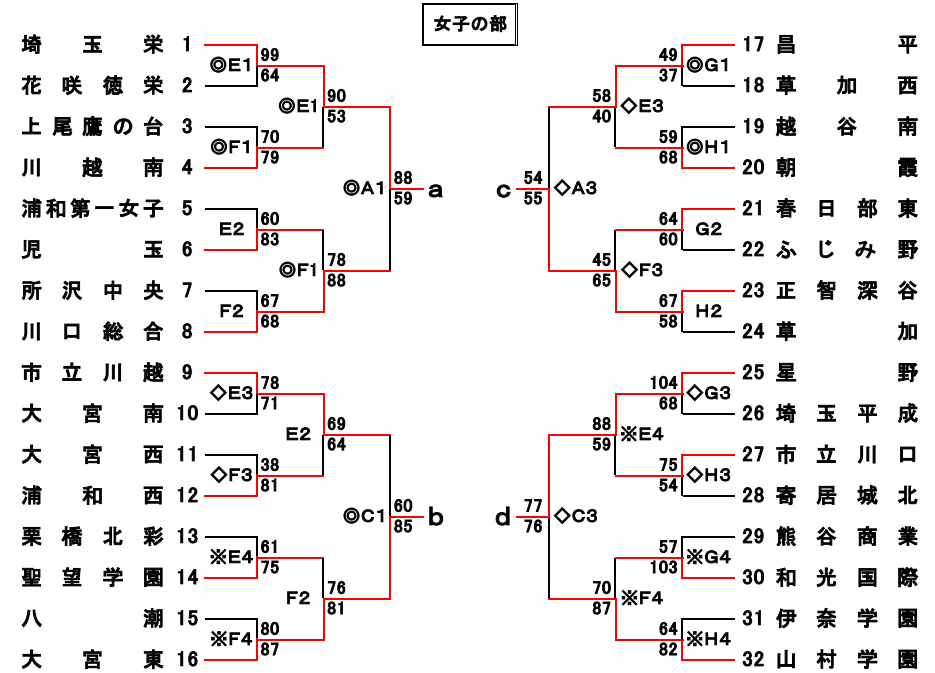 女子の部
埼玉栄 1
99
◎E1
64
花咲徳栄 2
90
◎E1
53
上尾鷹の台 3
70
◎F1
79
川越南 4
88
◎A1 a
59
浦和第一女子 5
60
E2
83
児玉 6
78
◎F1
88
所沢中央 7
67
F2
68
川口総合 8
市立川越 9
78
◇E3
71
大宮南 10
69
E2
64
大宮西 11
38
◇F3
81
浦和西 12
60
◎C1 b
85
栗橋北彩 13
61
※E4
75
聖望学園 14
76
F2
81
八潮 15
80
※F4
87
大宮東 16
17 昌平
49
◎G1
37
18 草加西
58
◇E3
40
19 越谷南
59
◎H1
68
20 朝霞
54
c ◇A3
55
21 春日部東
64
G2
60
22 ふじみ野
45
◇F3
65
23 正智深谷
67
H2
58
24 草加
25 星野
104
◇G3
68
26 埼玉平成
88
※E4
59
27 市立川口
75
◇H3
54
28 寄居城北
77
d ◇C3
76
29 熊谷商業
57
※G4
103
30 和光国際
70
※F4
87
31 伊奈学園
64
※H4
82
32 山村学園